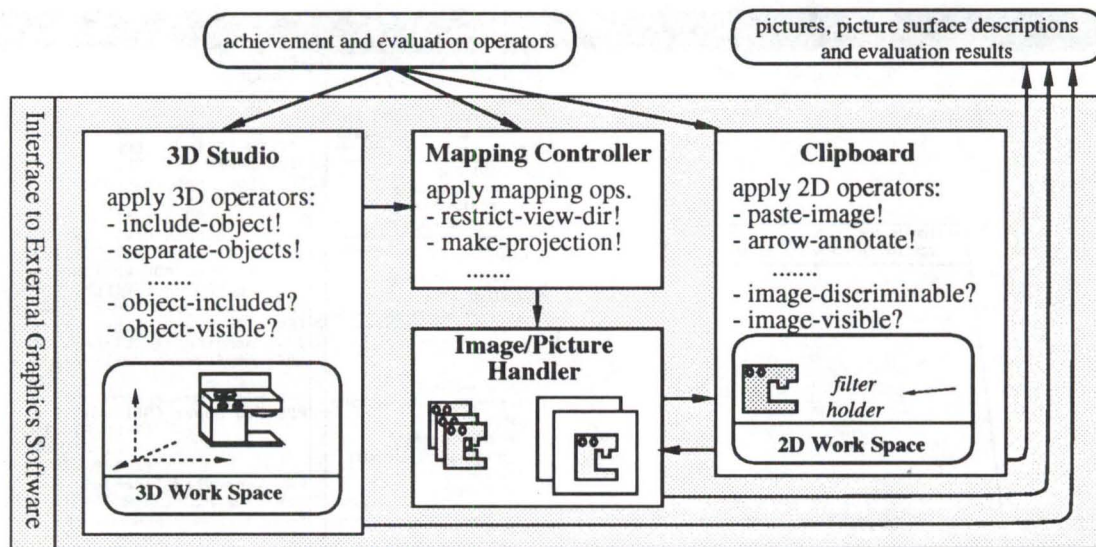 achievement and evaluation operators
pictures, picture surface descriptions
and evaluation results
Interface to External Graphics Software
3D Studio
apply 3D operators:
- include-object!
- separate-objects!
.......
- object-included?
- object-visible?
3D Work Space
Mapping Controller
apply mapping ops.
- restrict-view-dir!
- make-projection!
.......
Image/Picture
Handler
Clipboard
apply 2D operators:
- paste-image!
- arrow-annotate!
.......
- image-discriminable?
- image-visible?
filter
holder
2D Work Space